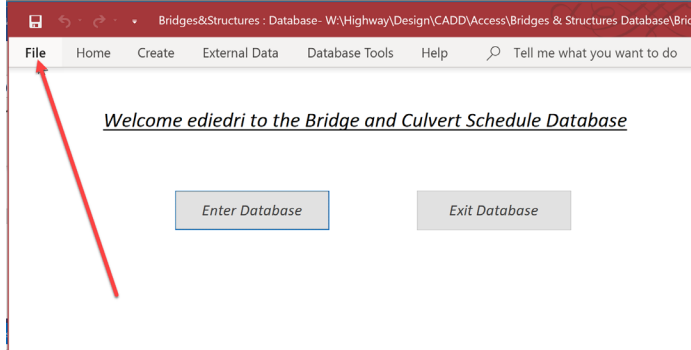 Bridges&Structures : Database- W:\Highway\Design\CADD\Access\Bridges & Structures Database\Bri
File Home Create External Data Database Tools Help Tell me what you want to do
Welcome ediedri to the Bridge and Culvert Schedule Database
Enter Database Exit Database